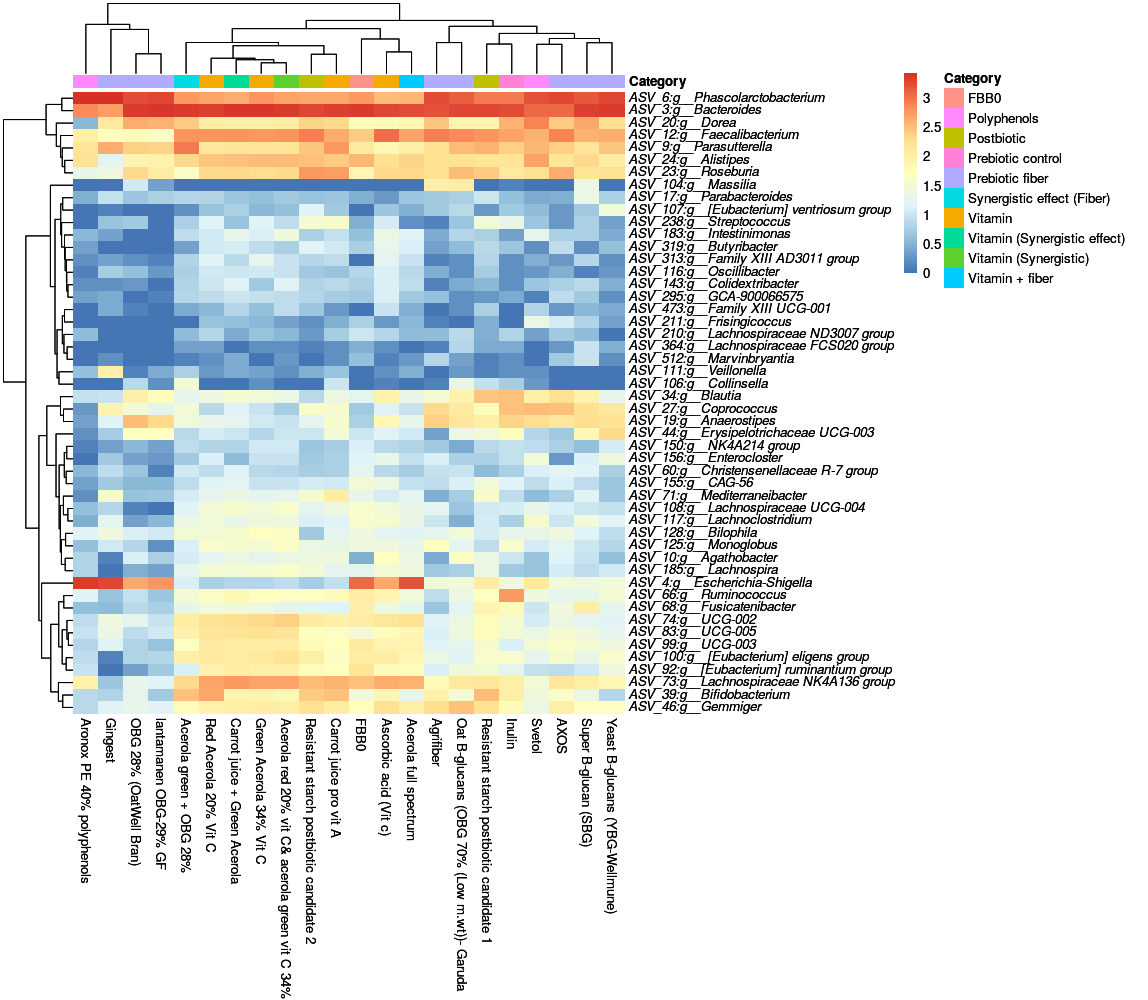 Category
ASV_6:g__Phascolarctobacterium
ASV_3:g__Bacteroides
ASV_20:g__Dorea
ASV_12:g__Faecalibacterium
ASV_9:g__Parasutterella
ASV_24:g__Alistipes
ASV_23:g__Roseburia
ASV_104:g__Massilia
ASV_17:g__Parabacteroides
ASV_107:g__[Eubacterium] ventriosum group
ASV_238:g__Streptococcus
ASV_183:g__Intestinimonas
ASV_319:g__Butyribacter
ASV_313:g__Family XIII AD3011 group
ASV_116:g__Oscillibacter
ASV_143:g__Colidextribacter
ASV_295:g__GCA-900066575
ASV_473:g__Family XIII UCG-001
ASV_211:g__Frisingicoccus
ASV_210:g__Lachnospiraceae ND3007 group
ASV_364:g__Lachnospiraceae FCS020 group
ASV_512:g__Marvinbryantia
ASV_111:g__Veillonella
ASV_106:g__Collinsella
ASV_34:g__Blautia
ASV_27:g__Coprococcus
ASV_19:g__Anaerostipes
ASV_44:g__Erysipelotrichaceae UCG-003
ASV_150:g__NK4A214 group
ASV_156:g__Enterocloster
ASV_60:g__Christensenellaceae R-7 group
ASV_155:g__CAG-56
ASV_71:g__Mediterraneibacter
ASV_108:g__Lachnospiraceae UCG-004
ASV_117:g__Lachnoclostridium
ASV_128:g__Bilophila
ASV_125:g__Monoglobus
ASV_10:g__Agathobacter
ASV_185:g__Lachnospira
ASV_4:g__Escherichia-Shigella
ASV_66:g__Ruminococcus
ASV_68:g__Fusicatenibacter
ASV_74:g__UCG-002
ASV_83:g__UCG-005
ASV_99:g__UCG-003
ASV_100:g__[Eubacterium] eligens group
ASV_92:g__[Eubacterium] ruminantium group
ASV_73:g__Lachnospiraceae NK4A136 group
ASV_39:g__Bifidobacterium
ASV_46:g__Gemmiger
Aronox PE 40% polyphenols
Gingest
OBG 28% (OatWell Bran)
lantamanen OBG-29% GF
Acerola green + OBG 28%
Red Acerola 20% Vit C
Carrot juice + Green Acerola
Green Acerola 34% Vit C
Acerola red 20% vit C& acerola green vit C 34%
Resistant starch postbiotic candidate 2
Carrot juice pro vit A
FBB0
Ascorbic acid (Vit c)
Acerola full spectrum
Agrifiber
Oat B-glucans (OBG 70% (Low m.wt))- Garuda
Resistant starch postbiotic candidate 1
Inulin
Svetol
AXOS
Super B-glucan (SBG)
Yeast B-glucans (YBG-Wellmune)
3
2.5
2
1.5
1
0.5
0
Category
FBB0
Polyphenols
Postbiotic
Prebiotic control
Prebiotic fiber
Synergistic effect (Fiber)
Vitamin
Vitamin (Synergistic effect)
Vitamin (Synergistic)
Vitamin + fiber